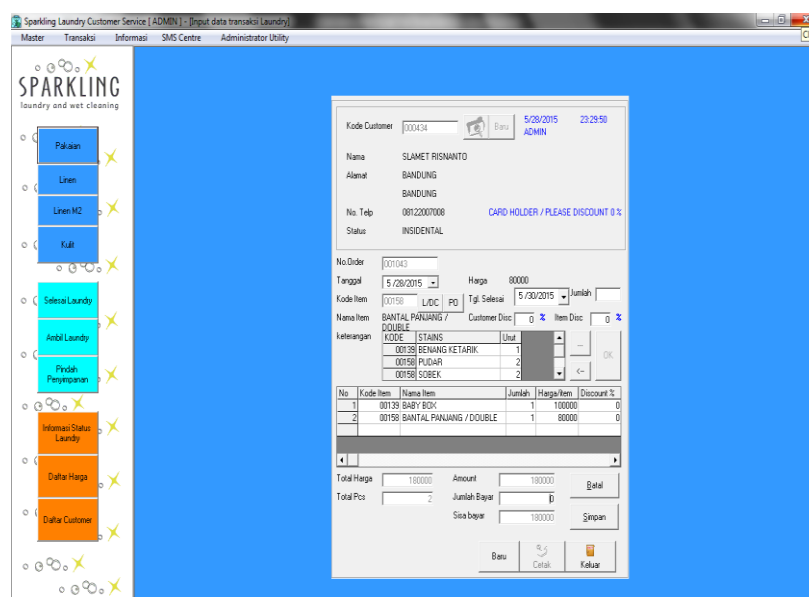 Sparkling Laundry Customer Service [ ADMIN ] - [Input data transaksi Laundry]
Master Transaksi Informasi SMS Centre Administrator Utility
SPARKLING
laundry and wet cleaning
Pakaian
Linen
Linen M2
Kulit
Selesai Laundry
Ambil Laundry
Pindah
Penyimpanan
Informasi Status
Laundry
Daftar Harga
Daftar Customer
Kode Customer 000434 Baru 5/28/2015 23:29:50
ADMIN
Nama SLAMET RISNANTO
Alamat BANDUNG
BANDUNG
No. Telp 08122007008 CARD HOLDER / PLEASE DISCOUNT 0 %
Status INSIDENTAL
No.Order 001043
Tanggal 5 /28/2015 Harga 80000
Kode Item 00158 L/DC PO Tgl. Selesai 5 /30/2015 Jumlah
Nama Item BANTAL PANJANG / DOUBLE Customer Disc 0 % Item Disc 0 %
keterangan KODE STAINS Urut
00139 BENANG KETARIK 1 --
00158 PUDAR 2 OK
00158 SOBEK 2 <--
No Kode Item Nama Item Jumlah Harga/Item Discount %
1 00139 BABY BOX 1 100000 0
2 00158 BANTAL PANJANG / DOUBLE 1 80000 0
Total Harga 180000 Amount 180000 Batal
Total Pcs 2 Jumlah Bayar 0
Sisa bayar 180000 Simpan
Baru Cetak Keluar